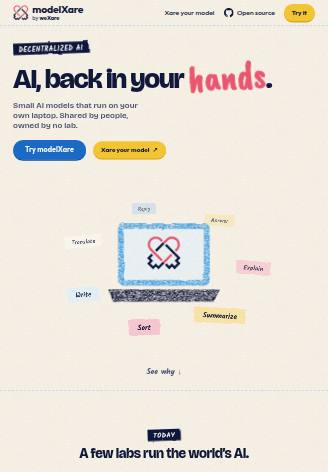 modelXare
by weXare
Xare your model
Open source
Try it
DECENTRALIZED AI
AI, back in your hands.
Small AI models that run on your
own laptop. Shared by people,
owned by no lab.
Try modelXare
Xare your model ↗
Reply
Answer
Translate
Explain
Write
Summarize
Sort
See why ↓
TODAY
A few labs run the world's AI.